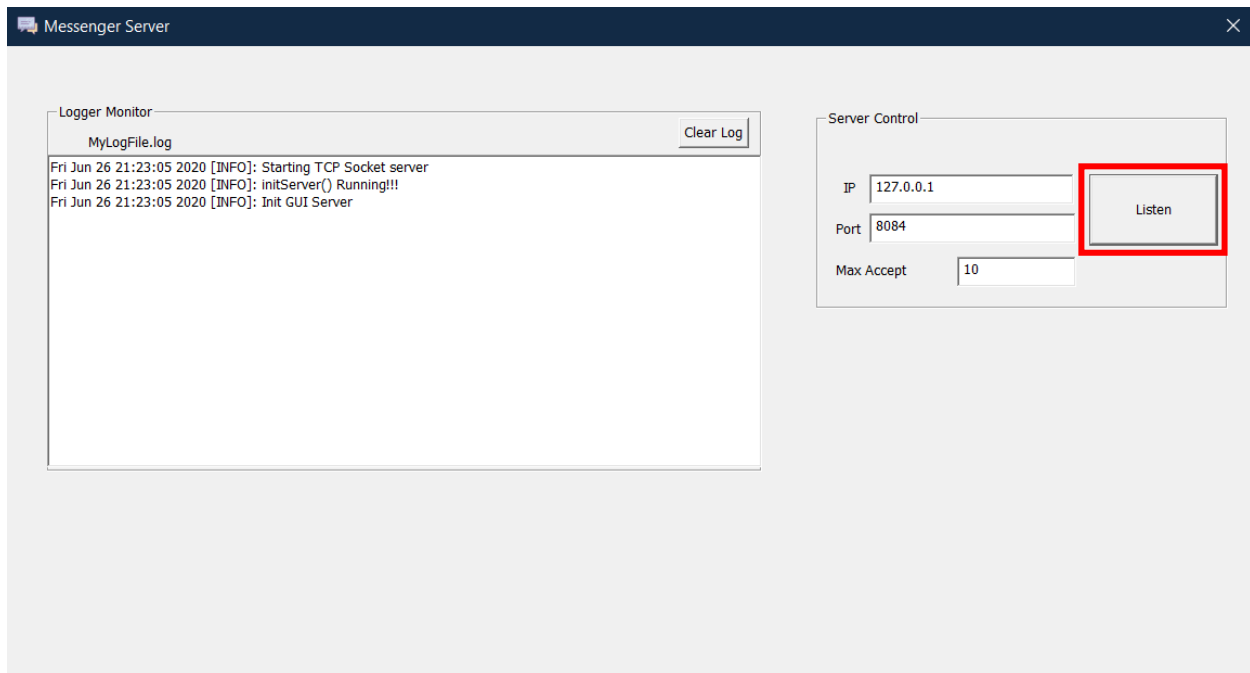 Messenger Server
Logger Monitor
MyLogFile.log
Clear Log
Fri Jun 26 21:23:05 2020 [INFO]: Starting TCP Socket server
Fri Jun 26 21:23:05 2020 [INFO]: initServer() Running!!!
Fri Jun 26 21:23:05 2020 [INFO]: Init GUI Server
Server Control
IP 127.0.0.1
Listen
Port 8084
Max Accept 10